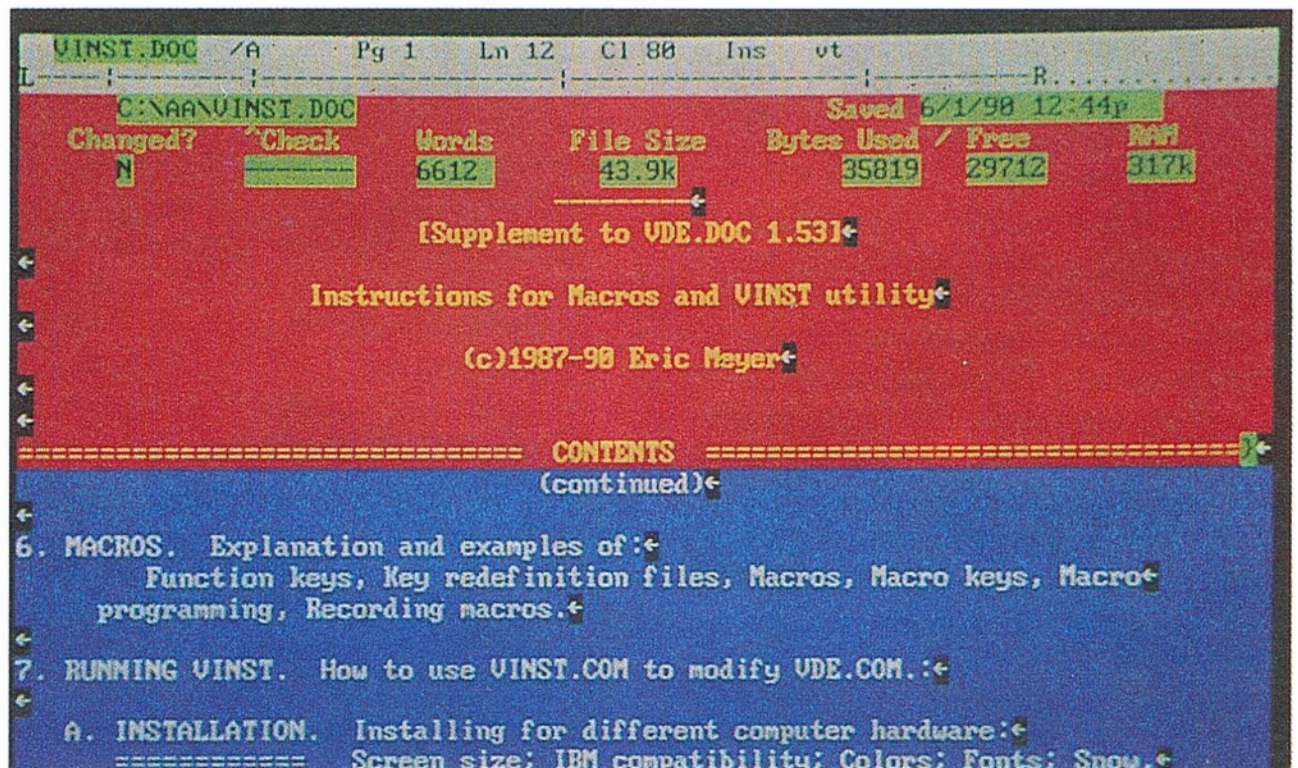 VINST.DOC /A Pg 1 Ln 12 Cl 80 Ins vt
L----!--------!------------------!------------------!----------R............
C:\AA\VINST.DOC Saved 6/1/90 12:44p
Changed? ^Check Words File Size Bytes Used / Free RAM
N ------- 6612 43.9k 35819 29712 317k
---------
[Supplement to VDE.DOC 1.53]
Instructions for Macros and VINST utility
(c)1987-90 Eric Meyer
=============================== CONTENTS =================================
(continued)
6. MACROS. Explanation and examples of:
Function keys, Key redefinition files, Macros, Macro keys, Macro
programming, Recording macros.
7. RUNNING VINST. How to use VINST.COM to modify VDE.COM.:
A. INSTALLATION. Installing for different computer hardware:
============ Screen size; IBM compatibility; Colors; Fonts; Snow.